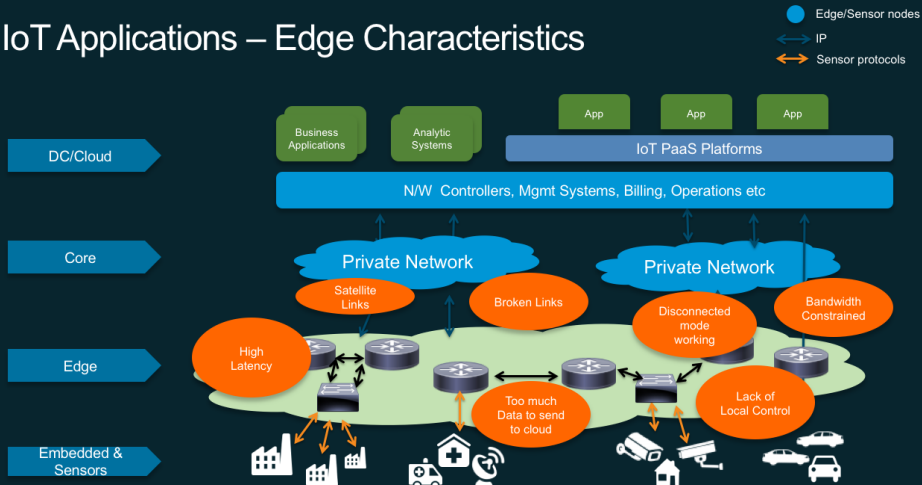 IoT Applications – Edge Characteristics
Edge/Sensor nodes
IP
Sensor protocols
DC/Cloud
Business
Applications
Analytic
Systems
App
App
App
IoT PaaS Platforms
N/W Controllers, Mgmt Systems, Billing, Operations etc
Core
Private Network
Private Network
Satellite
Links
Broken Links
Disconnected
mode
working
Bandwidth
Constrained
Edge
High
Latency
Too much
Data to send
to cloud
Lack of
Local Control
Embedded &
Sensors